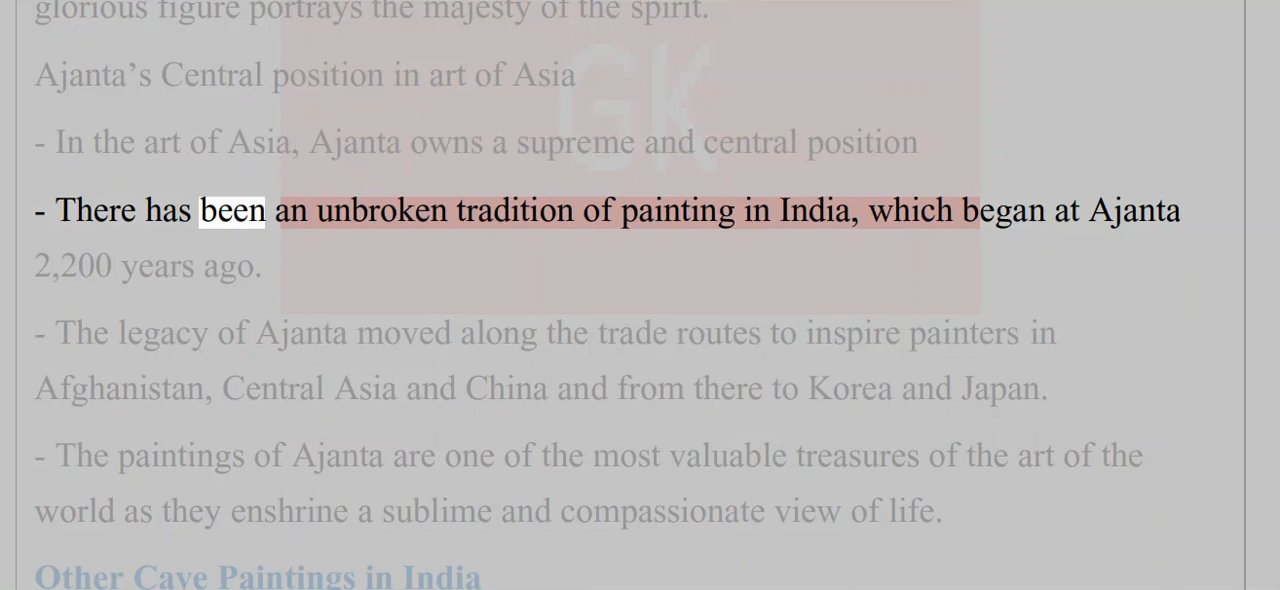 glorious figure portrays the majesty of the spirit.
GK
Ajanta’s Central position in art of Asia
- In the art of Asia, Ajanta owns a supreme and central position
- There has been an unbroken tradition of painting in India, which began at Ajanta
2,200 years ago.
- The legacy of Ajanta moved along the trade routes to inspire painters in
Afghanistan, Central Asia and China and from there to Korea and Japan.
- The paintings of Ajanta are one of the most valuable treasures of the art of the
world as they enshrine a sublime and compassionate view of life.
Other Cave Paintings in India